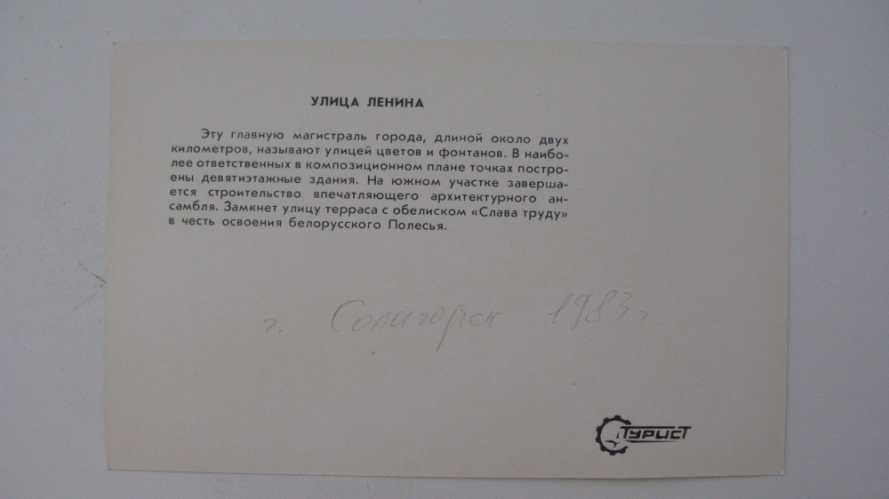 УЛИЦА ЛЕНИНА
Эту главную магистраль города, длиной около двух
километров, называют улицей цветов и фонтанов. В наибо-
лее ответственных в композиционном плане точках постро-
ены девятиэтажные здания. На южном участке заверша-
ется строительство впечатляющего архитектурного ан-
самбля. Замкнет улицу терраса с обелиском «Слава труду»
в честь освоения белорусского Полесья.
г. Солигорск 1983 г
ТУРИСТ